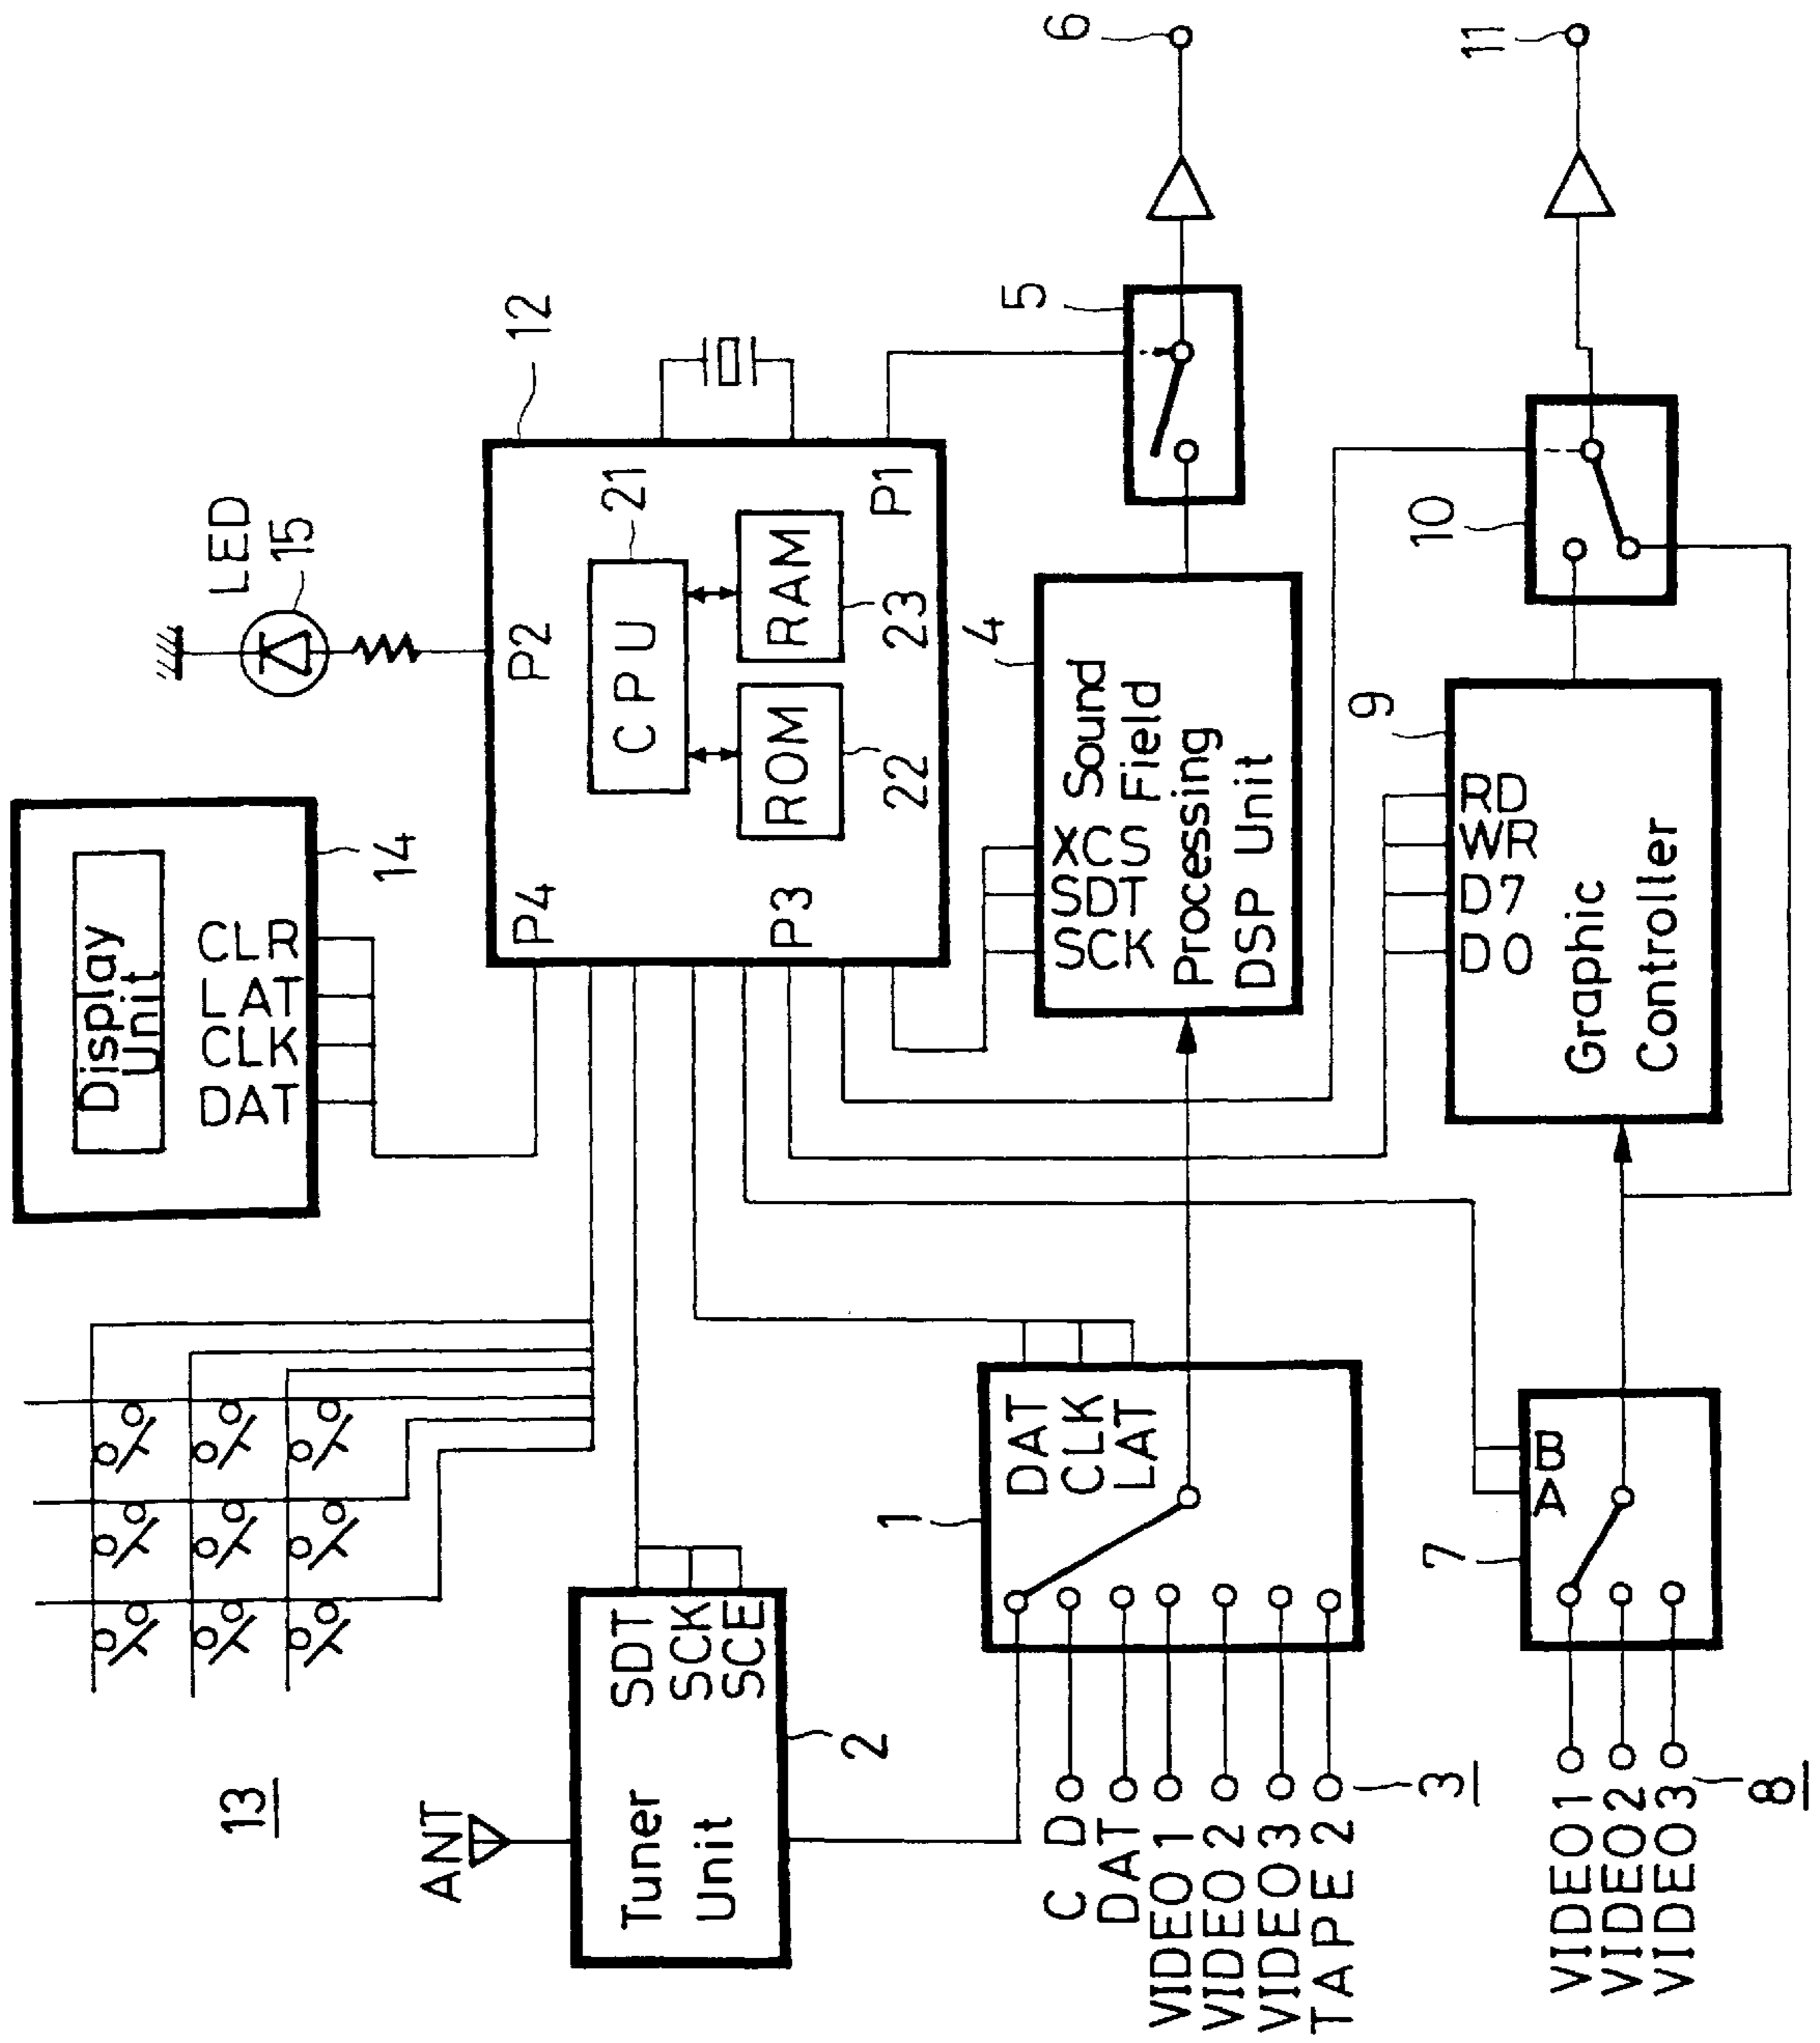 13
ANT
Tuner
Unit
SDT
SCK
SCE
2
Display
Unit
DAT
CLK
LAT
CLR
14
LED
15
12
P4
P2
CPU
21
ROM
22
RAM
23
P3
P1
1
DAT
CLK
LAT
C D
DAT
VIDEO1
VIDEO2
VIDEO3
TAPE2
3
4
SCK
SDT
XCS
Sound
Field
Processing
DSP Unit
5
6
7
A
B
VIDEO1
VIDEO2
VIDEO3
8
9
D0
D7
WR
RD
Graphic
Controller
10
11